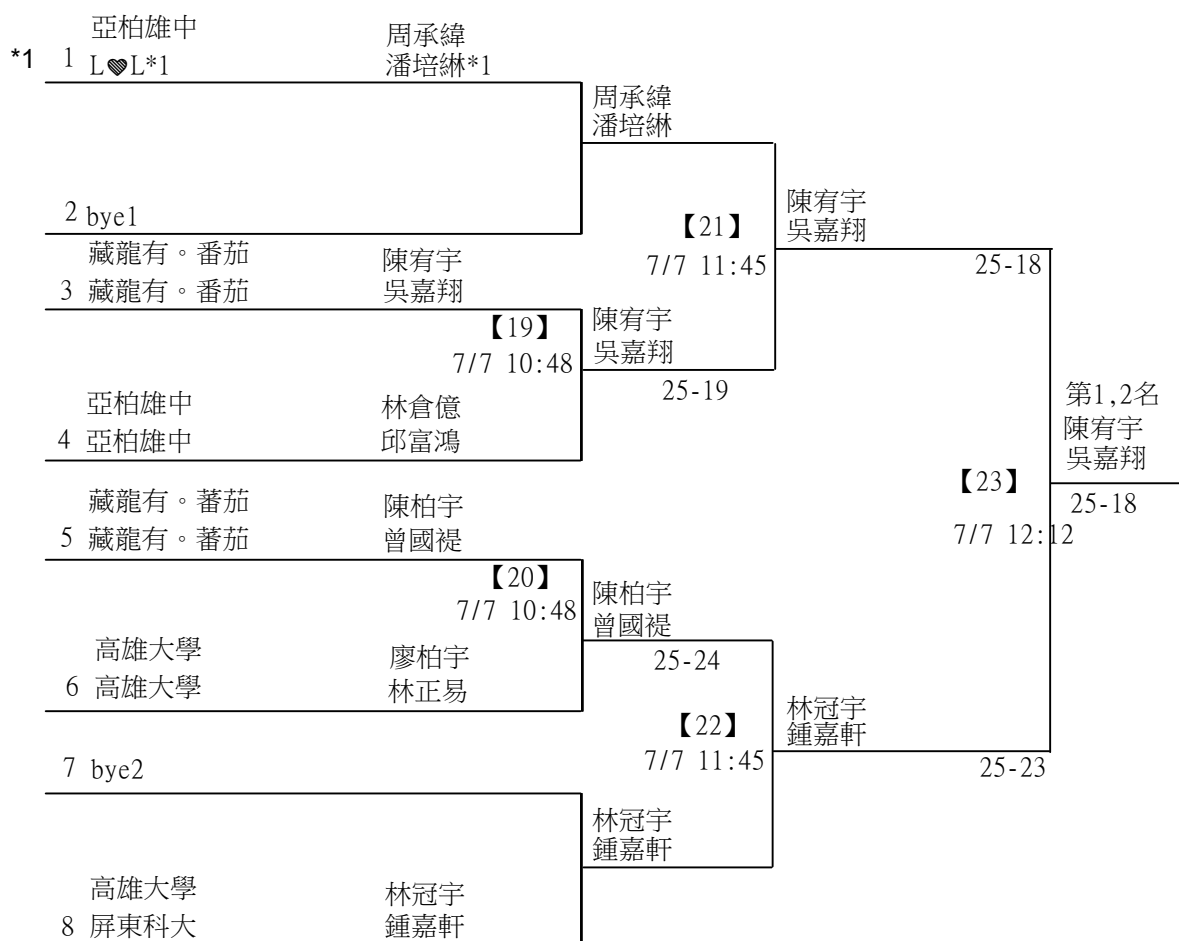 亞柏雄中 周承緯
*1 1 L♥L*1 潘培綝*1
周承緯
潘培綝
2 bye1
陳宥宇
吳嘉翔
【21】
7/7 11:45
25-18
藏龍有。番茄 陳宥宇
3 藏龍有。番茄 吳嘉翔
【19】
7/7 10:48
陳宥宇
吳嘉翔
25-19
亞柏雄中 林倉億
4 亞柏雄中 邱富鴻
第1,2名
陳宥宇
吳嘉翔
【23】
25-18
7/7 12:12
藏龍有。蕃茄 陳柏宇
5 藏龍有。蕃茄 曾國禔
【20】
7/7 10:48
陳柏宇
曾國禔
25-24
高雄大學 廖柏宇
6 高雄大學 林正易
【22】
7/7 11:45
林冠宇
鍾嘉軒
25-23
7 bye2
林冠宇
鍾嘉軒
高雄大學 林冠宇
8 屏東科大 鍾嘉軒